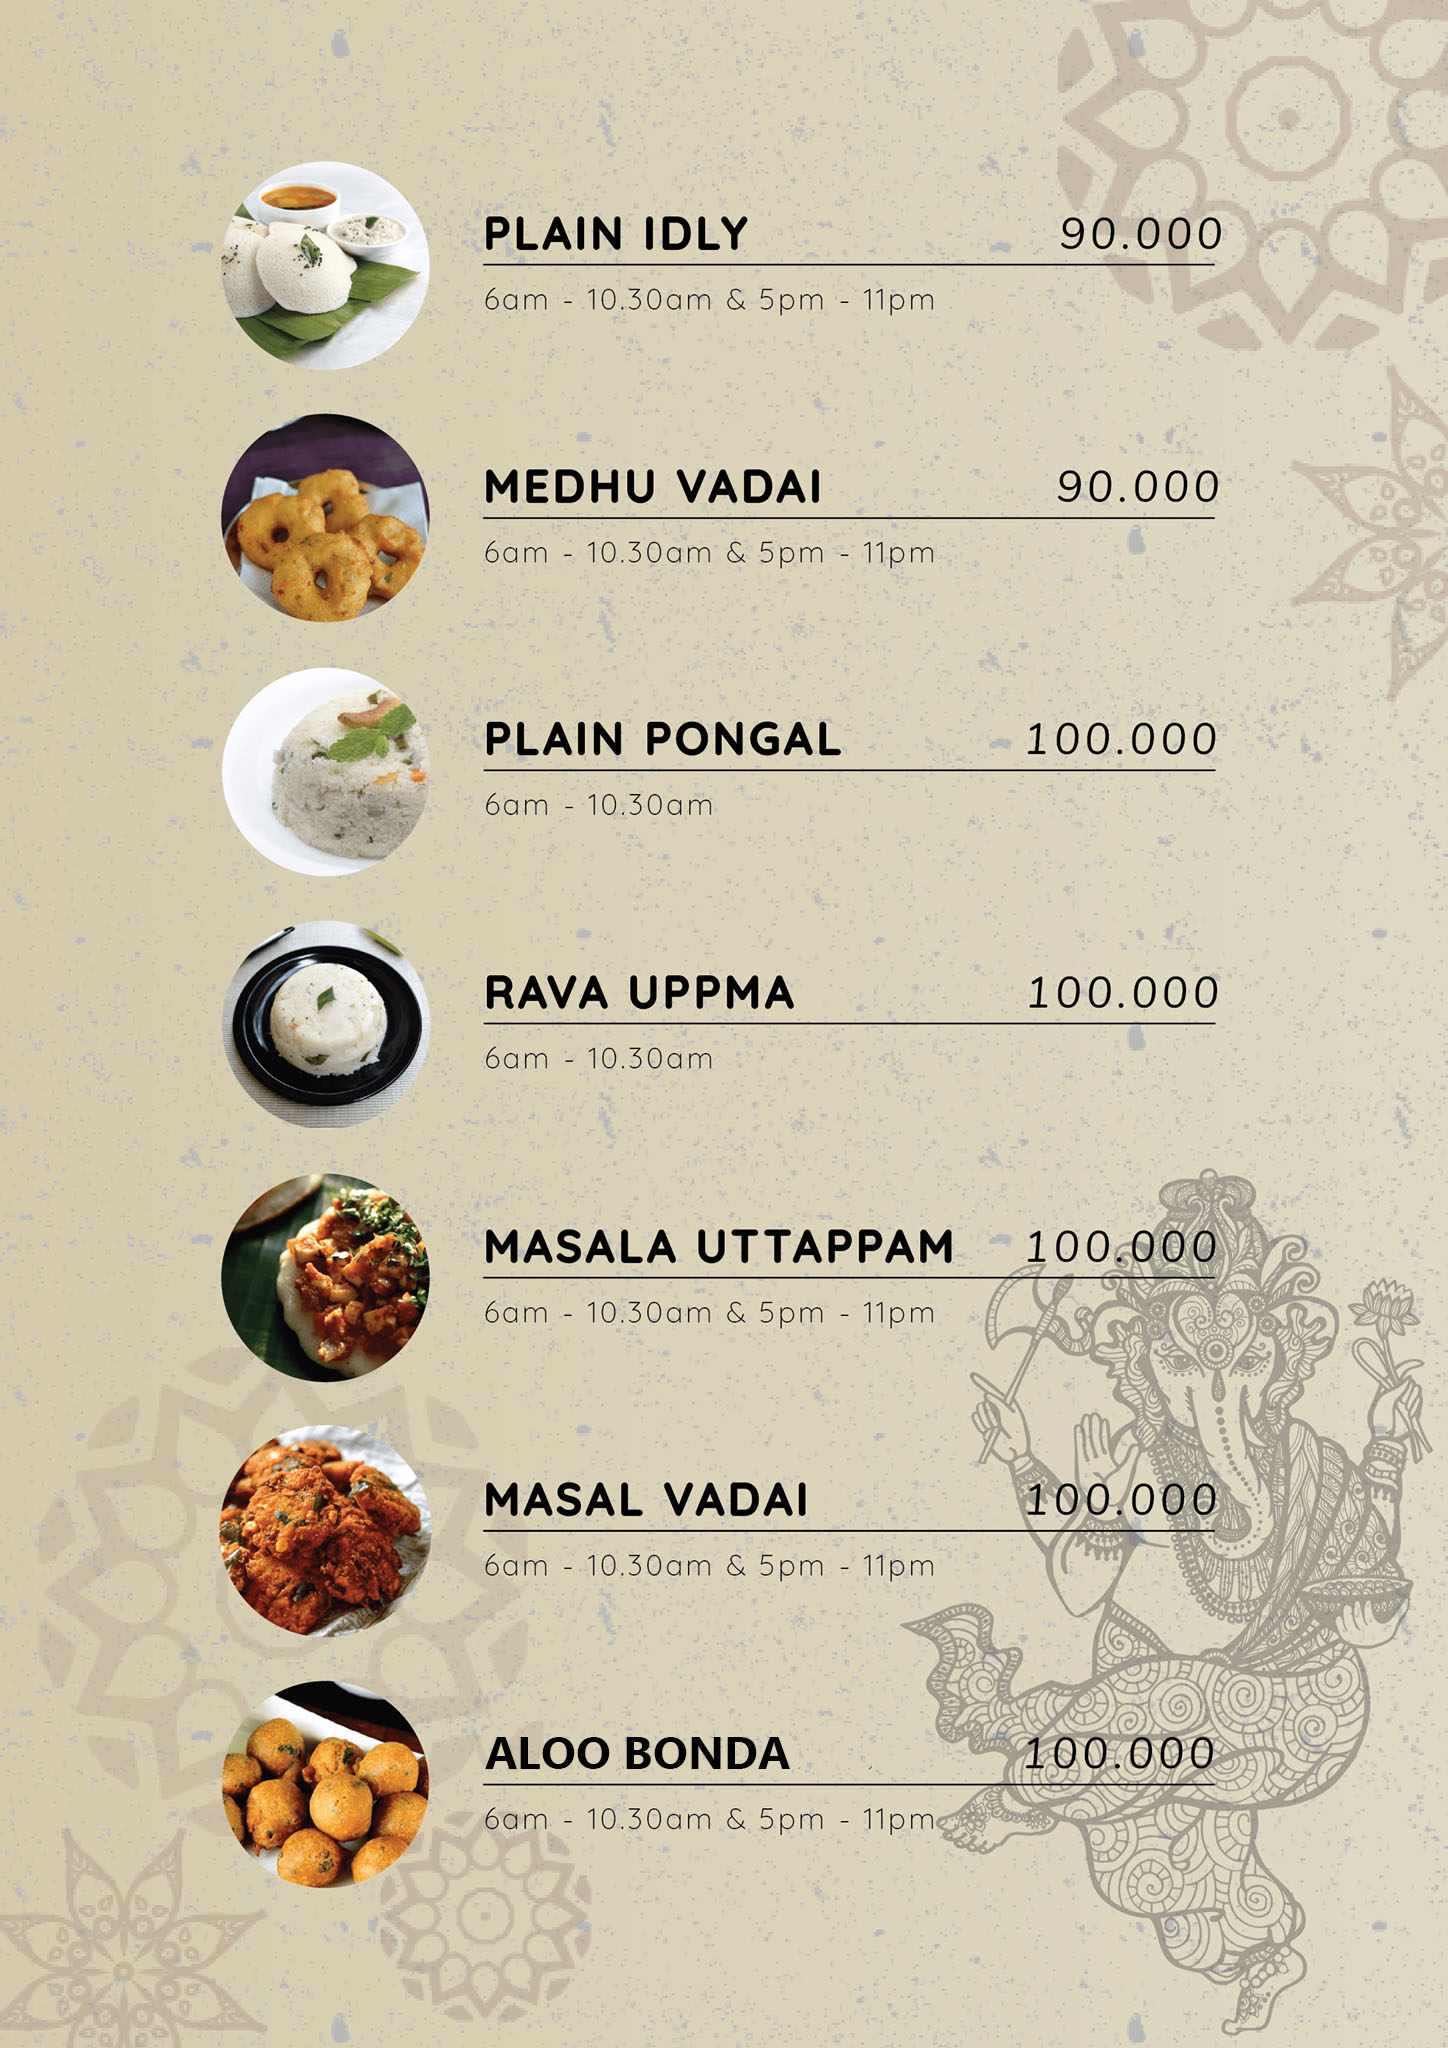 PLAIN IDLY 90.000
6am - 10.30am & 5pm - 11pm
MEDHU VADAI 90.000
6am - 10.30am & 5pm - 11pm
PLAIN PONGAL 100.000
6am - 10.30am
RAVA UPPMA 100.000
6am - 10.30am
MASALA UTTAPPAM 100.000
6am - 10.30am & 5pm - 11pm
MASAL VADAI 100.000
6am - 10.30am & 5pm - 11pm
ALOO BONDA 100.000
6am - 10.30am & 5pm - 11pm